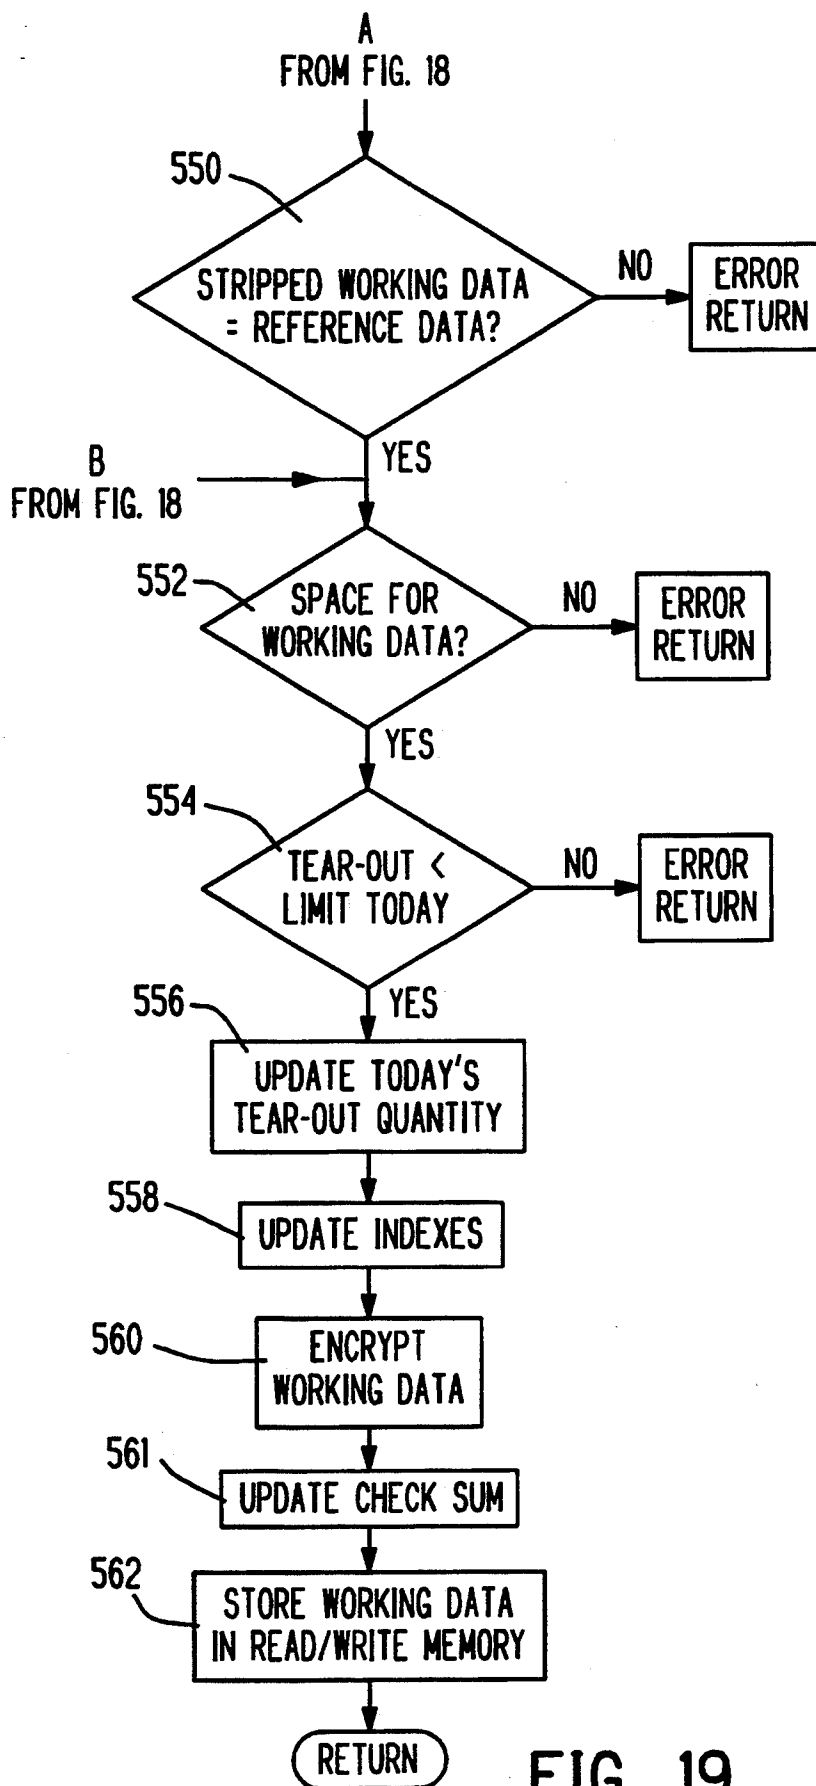 A
FROM FIG. 18
550
STRIPPED WORKING DATA
= REFERENCE DATA?
NO
ERROR
RETURN
YES
B
FROM FIG. 18
552
SPACE FOR
WORKING DATA?
NO
ERROR
RETURN
YES
554
TEAR-OUT <
LIMIT TODAY
NO
ERROR
RETURN
YES
556
UPDATE TODAY'S
TEAR-OUT QUANTITY
558
UPDATE INDEXES
560
ENCRYPT
WORKING DATA
561
UPDATE CHECK SUM
562
STORE WORKING DATA
IN READ/WRITE MEMORY
RETURN
FIG. 19